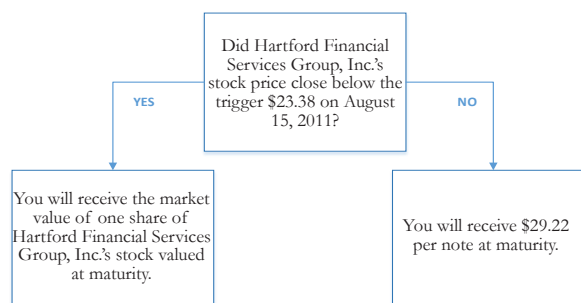 Did Hartford Financial
Services Group, Inc.'s
stock price close below the
trigger $23.38 on August
15, 2011?
YES
NO
You will receive the market
value of one share of
Hartford Financial Services
Group, Inc.'s stock valued
at maturity.
You will receive $29.22
per note at maturity.